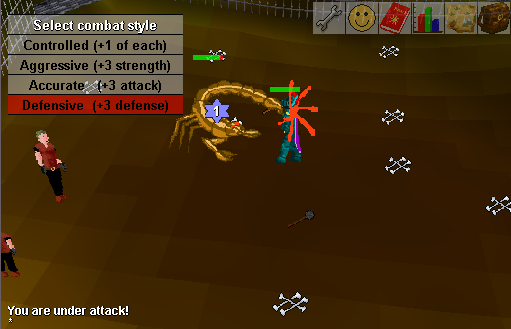 Select combat style
Controlled (+1 of each)
Aggressive (+3 strength)
Accurate (+3 attack)
Defensive (+3 defense)
1
You are under attack!
*